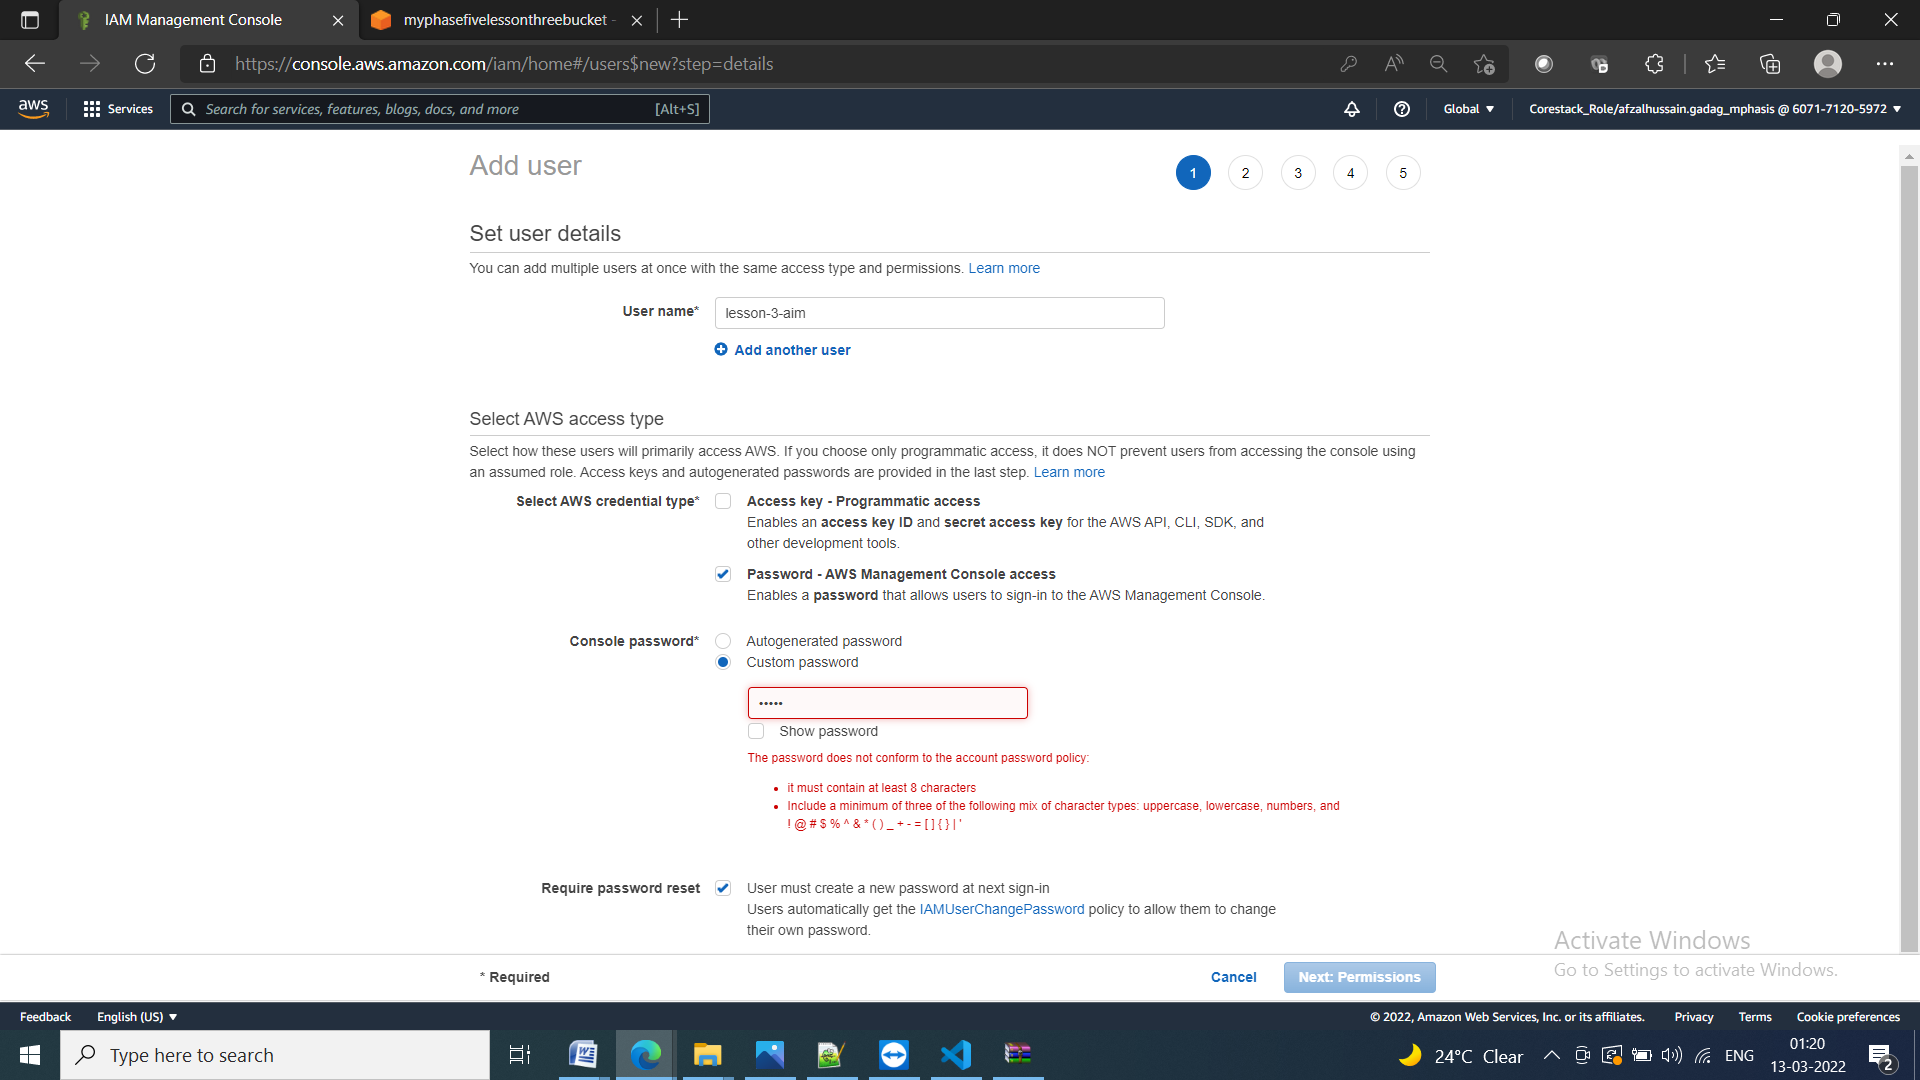 IAM Management Console
myphasefivelessonthreebucket -
https://console.aws.amazon.com/iam/home#/users$new?step=details
aws
Services
Search for services, features, blogs, docs, and more
[Alt+S]
Global
Corestack_Role/afzalhussain.gadag_mphasis @ 6071-7120-5972
Add user
1 2 3 4 5
Set user details
You can add multiple users at once with the same access type and permissions. Learn more
User name*
lesson-3-aim
Add another user
Select AWS access type
Select how these users will primarily access AWS. If you choose only programmatic access, it does NOT prevent users from accessing the console using
an assumed role. Access keys and autogenerated passwords are provided in the last step. Learn more
Select AWS credential type*
Access key - Programmatic access
Enables an access key ID and secret access key for the AWS API, CLI, SDK, and
other development tools.
Password - AWS Management Console access
Enables a password that allows users to sign-in to the AWS Management Console.
Console password*
Autogenerated password
Custom password
•••••
Show password
The password does not conform to the account password policy:
• it must contain at least 8 characters
• Include a minimum of three of the following mix of character types: uppercase, lowercase, numbers, and
! @ # $ % ^ & * ( ) _ + - = [ ] { } | '
Require password reset
User must create a new password at next sign-in
Users automatically get the IAMUserChangePassword policy to allow them to change
their own password.
Activate Windows
Go to Settings to activate Windows.
* Required
Cancel
Next: Permissions
Feedback
English (US)
© 2022, Amazon Web Services, Inc. or its affiliates.
Privacy
Terms
Cookie preferences
Type here to search
24°C Clear
ENG
01:20
13-03-2022
2